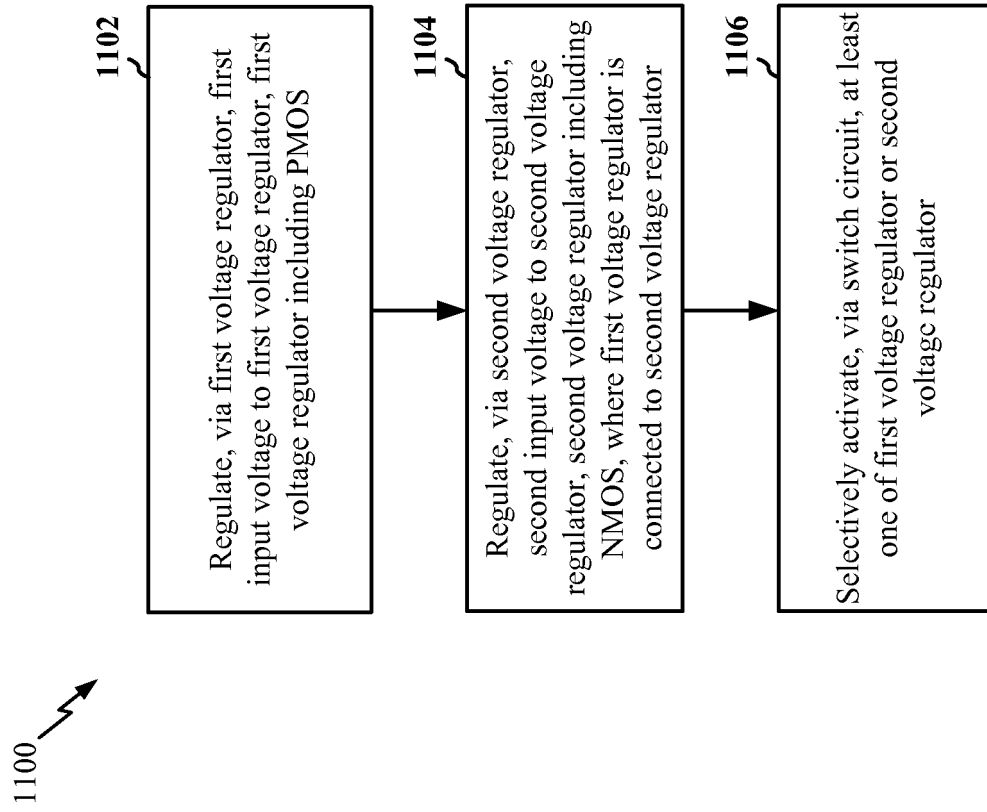 1100
1102
Regulate, via first voltage regulator, first
input voltage to first voltage regulator, first
voltage regulator including PMOS
1104
Regulate, via second voltage regulator,
second input voltage to second voltage
regulator, second voltage regulator including
NMOS, where first voltage regulator is
connected to second voltage regulator
1106
Selectively activate, via switch circuit, at least
one of first voltage regulator or second
voltage regulator